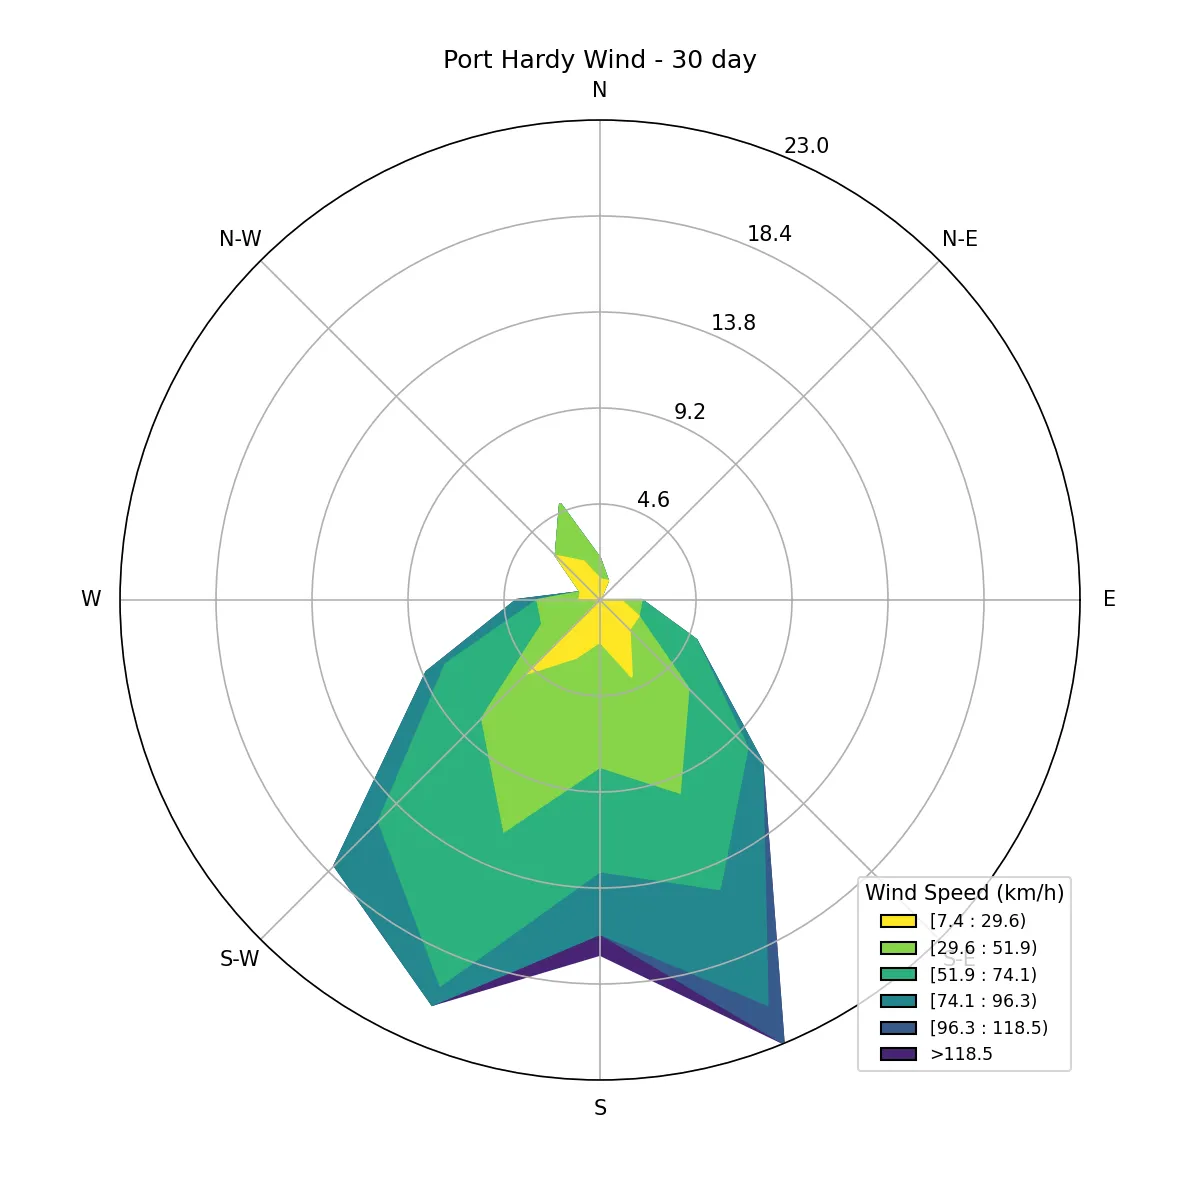 Port Hardy Wind - 30 day
N
23.0
N-W
18.4
N-E
13.8
9.2
4.6
W
E
Wind Speed (km/h)
[7.4 : 29.6)
[29.6 : 51.9)
S-W
S-E
[51.9 : 74.1)
[74.1 : 96.3)
[96.3 : 118.5)
>118.5
S